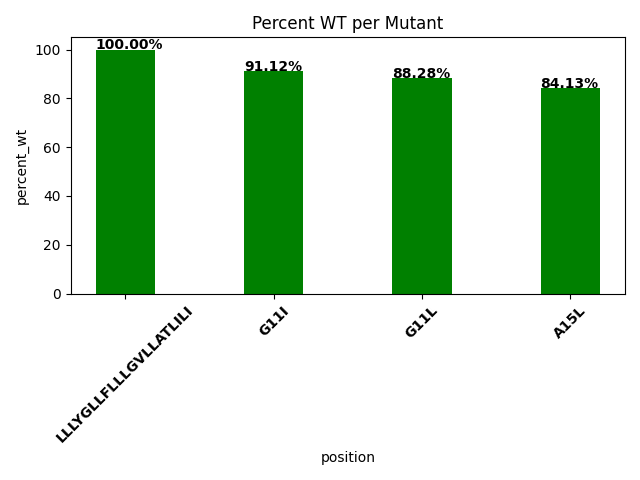 Percent WT per Mutant
100.00%
91.12%
88.28%
84.13%
percent_wt
100
80
60
40
20
0
LLLYGLLFLLLGVLLATLILI
G11I
G11L
A15L
position